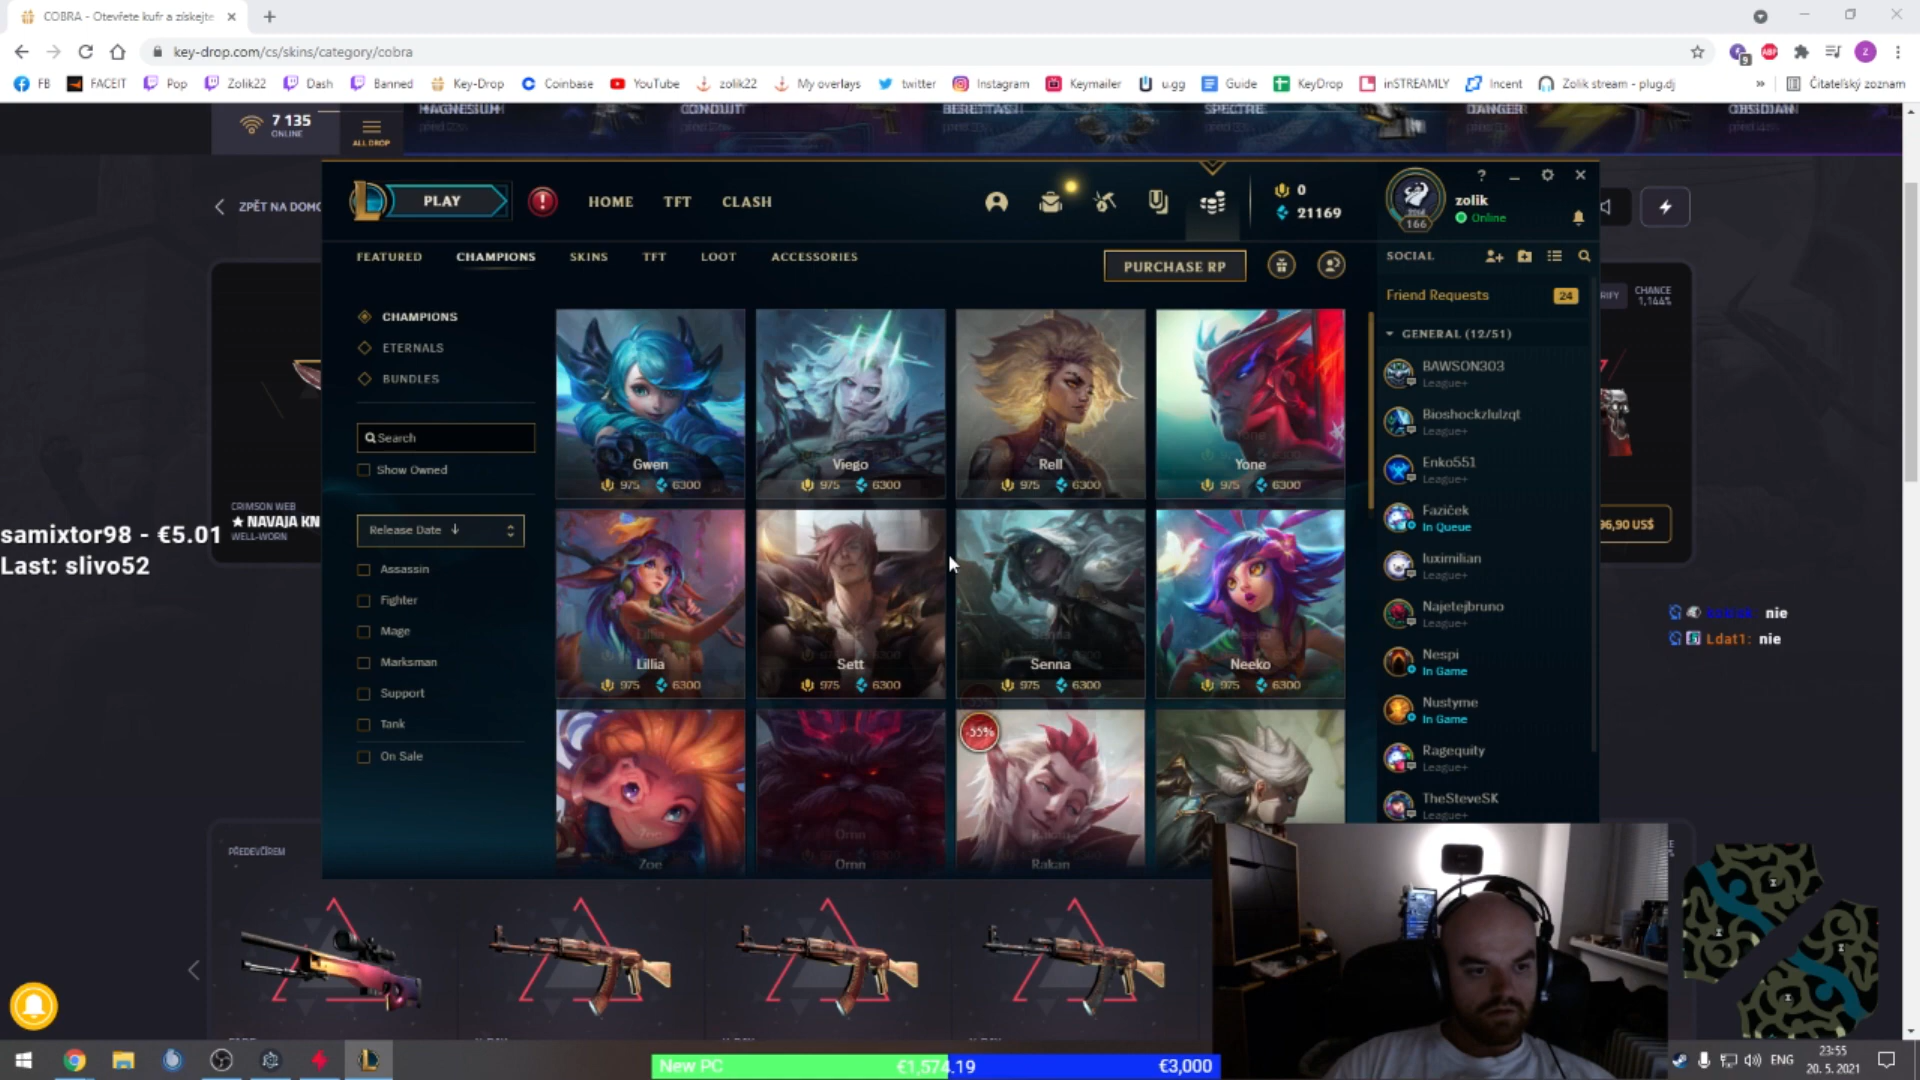 COBRA - Otevřete kufr a získejte
key-drop.com/cs/skins/category/cobra
FB
FACEIT
Pop
Zolik22
Dash
Banned
Key-Drop
Coinbase
YouTube
zolik22
My overlays
twitter
Instagram
Keymailer
u.gg
Guide
KeyDrop
inSTREAMLY
Incent
Zolik stream - plug.dj
»
Čitateľský zoznam
7 135
ONLINE
ALL DROP
MAGNESIUM
CONDUIT
SPECTRE
DANGER
OBSIDIAN
ZPĚT NA DOMO
PLAY
HOME
TFT
CLASH
0
21169
166
zolik
Online
FEATURED
CHAMPIONS
SKINS
TFT
LOOT
ACCESSORIES
PURCHASE RP
SOCIAL
Friend Requests
24
GENERAL (12/51)
CHAMPIONS
ETERNALS
BUNDLES
Search
Show Owned
Release Date
Assassin
Fighter
Mage
Marksman
Support
Tank
On Sale
Gwen
975 6300
Viego
975 6300
Rell
975 6300
Yone
975 6300
Lillia
975 6300
Sett
975 6300
Senna
975 6300
Neeko
975 6300
Zoe
Ornn
-55%
Rakan
BAWSON303
League+
Bioshockzlulzqt
League+
Enko551
League+
Faziček
In Queue
luximilian
League+
Najetejbruno
League+
Nespi
In Game
Nustyme
In Game
Ragequity
League+
TheSteveSK
League+
CHANCE
1,144%
96,90 US$
CRIMSON WEB
★ NAVAJA KN
WELL-WORN
samixtor98 - €5.01
Last: slivo52
nie
Ldat1: nie
PŘEDEVČÍREM
New PC
€1,574.19
€3,000
ENG
23:55
20. 5. 2021